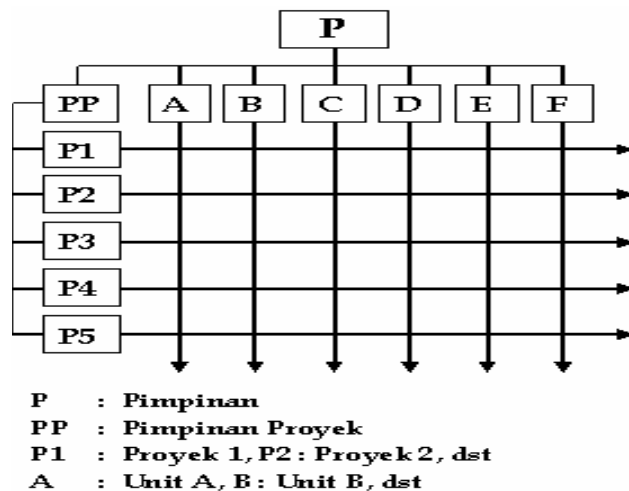 P
PP A B C D E F
P1
P2
P3
P4
P5
P : Pimpinan
PP : Pimpinan Proyek
P1 : Proyek 1, P2 : Proyek 2, dst
A : Unit A, B : Unit B, dst